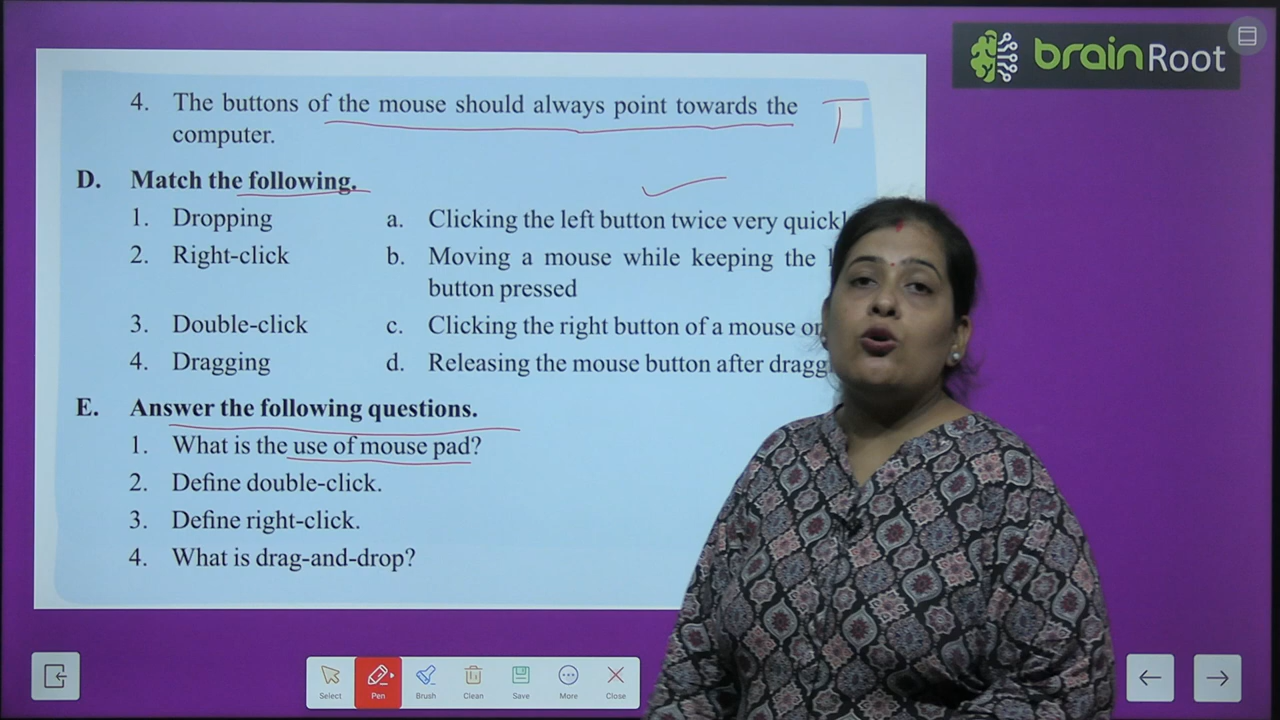 brainRoot
4. The buttons of the mouse should always point towards the T
computer.
D. Match the following.
1. Dropping a. Clicking the left button twice very
2. Right-click b. Moving a mouse while keeping the
button pressed
3. Double-click c. Clicking the right button of a mouse
4. Dragging d. Releasing the mouse button after
E. Answer the following questions.
1. What is the use of mouse pad?
2. Define double-click.
3. Define right-click.
4. What is drag-and-drop?
Select Pen Brush Clean Save More Close